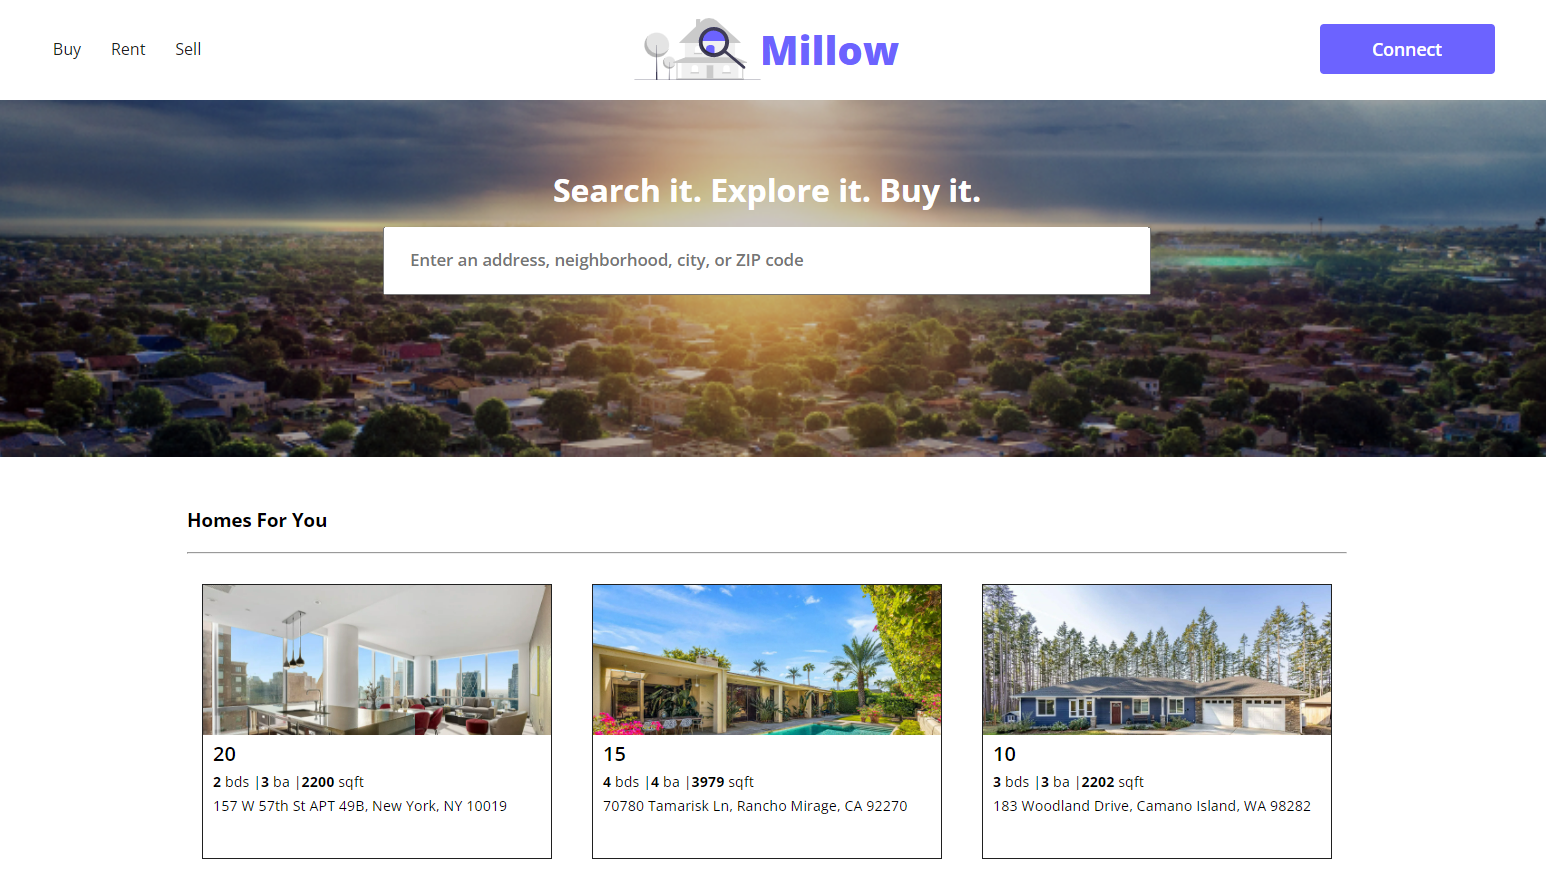 Buy Rent Sell
Millow
Connect
Search it. Explore it. Buy it.
Enter an address, neighborhood, city, or ZIP code
Homes For You
20
2 bds |3 ba |2200 sqft
157 W 57th St APT 49B, New York, NY 10019
15
4 bds |4 ba |3979 sqft
70780 Tamarisk Ln, Rancho Mirage, CA 92270
10
3 bds |3 ba |2202 sqft
183 Woodland Drive, Camano Island, WA 98282